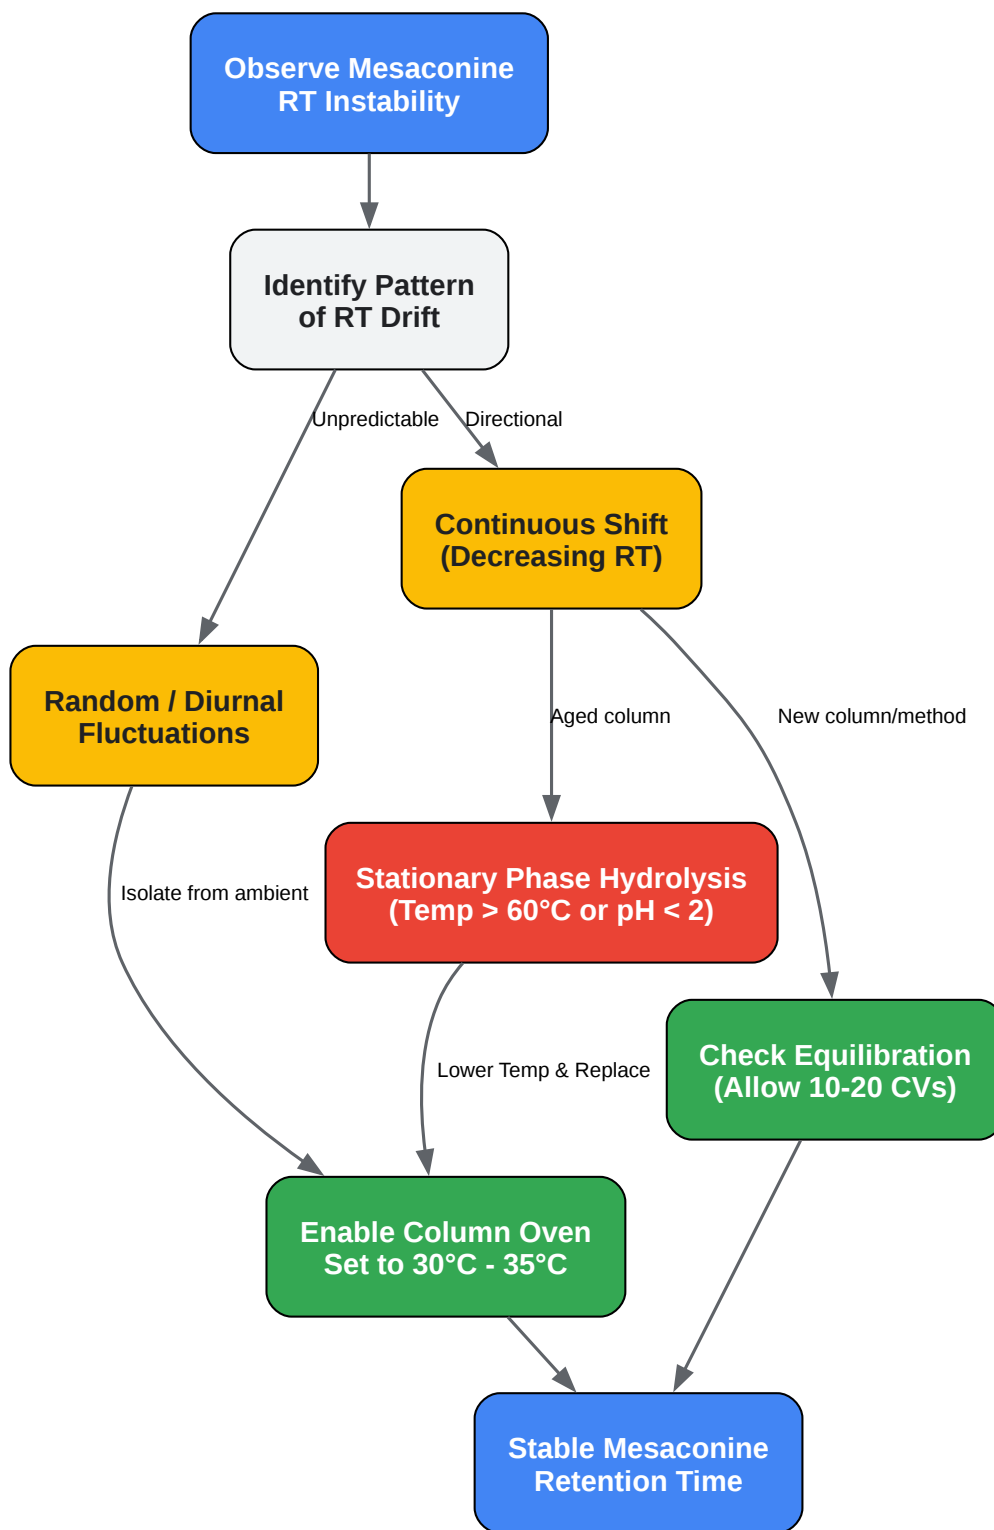 Observe Mesaconine
RT Instability
Identify Pattern
of RT Drift
Unpredictable
Directional
Continuous Shift
(Decreasing RT)
Random / Diurnal
Fluctuations
Aged column
New column/method
Stationary Phase Hydrolysis
(Temp > 60°C or pH < 2)
Isolate from ambient
Check Equilibration
(Allow 10-20 CVs)
Lower Temp & Replace
Enable Column Oven
Set to 30°C - 35°C
Stable Mesaconine
Retention Time